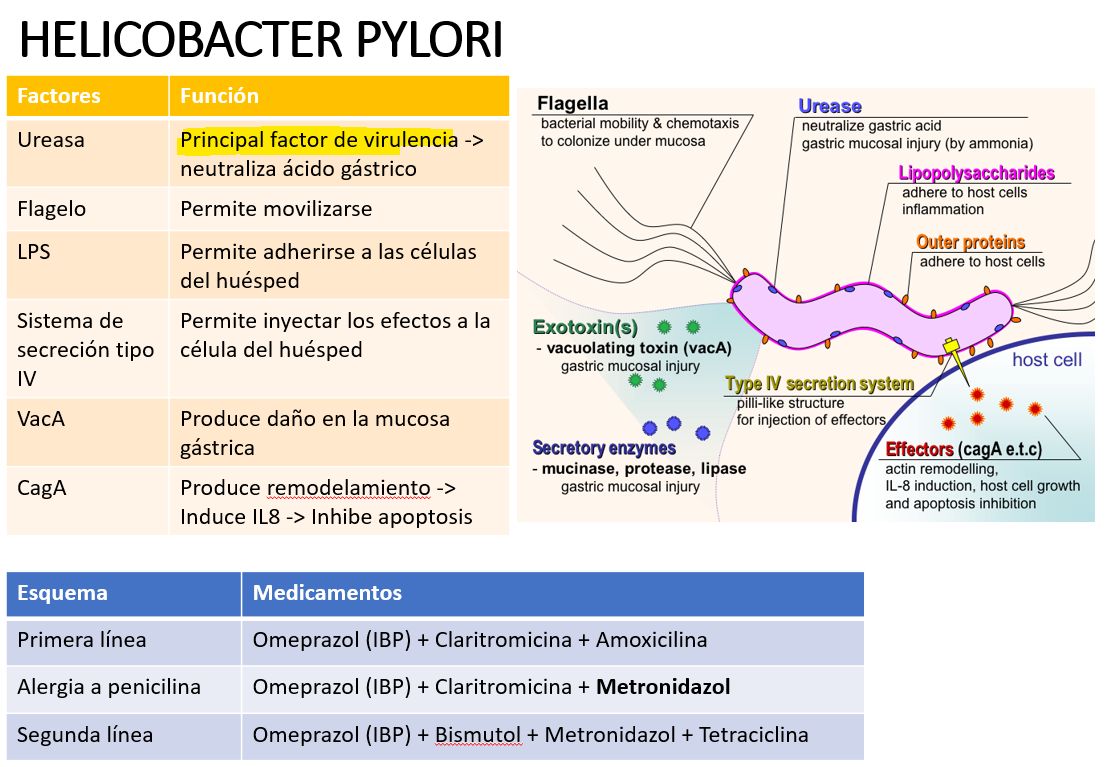 HELICOBACTER PYLORI
Factores Función
Ureasa Principal factor de virulencia ->
neutraliza ácido gástrico
Flagelo Permite movilizarse
LPS Permite adherirse a las células
del huésped
Sistema de Permite inyectar los efectos a la
secreción tipo célula del huésped
IV
VacA Produce daño en la mucosa
gástrica
CagA Produce remodelamiento ->
Induce IL8 -> Inhibe apoptosis
Flagella
bacterial mobility & chemotaxis
to colonize under mucosa
Urease
neutralize gastric acid
gastric mucosal injury (by ammonia)
Lipopolysaccharides
adhere to host cells
inflammation
Outer proteins
adhere to host cells
Exotoxin(s)
- vacuolating toxin (vacA)
gastric mucosal injury
Secretory enzymes
- mucinase, protease, lipase
gastric mucosal injury
Type IV secretion system
pilli-like structure
for injection of effectors
host cell
Effectors (cagA e.t.c)
actin remodelling,
IL-8 induction, host cell growth
and apoptosis inhibition
Esquema Medicamentos
Primera línea Omeprazol (IBP) + Claritromicina + Amoxicilina
Alergia a penicilina Omeprazol (IBP) + Claritromicina + Metronidazol
Segunda línea Omeprazol (IBP) + Bismutol + Metronidazol + Tetraciclina